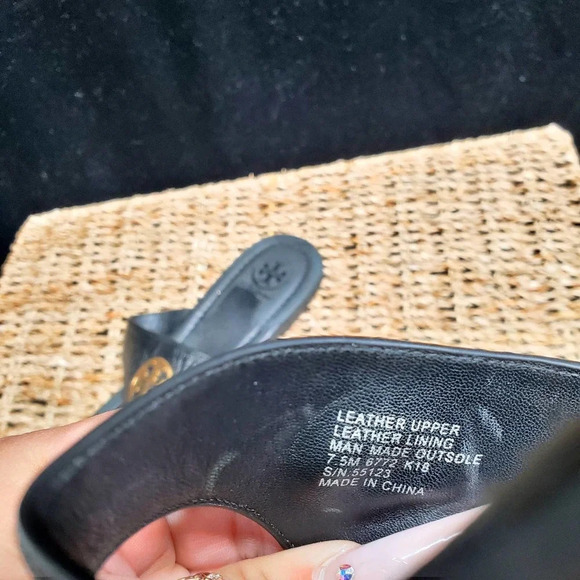 LEATHER UPPER
LEATHER LINING
MAN MADE OUTSOLE
7.5M 6772 K18
S/N:55123
MADE IN CHINA